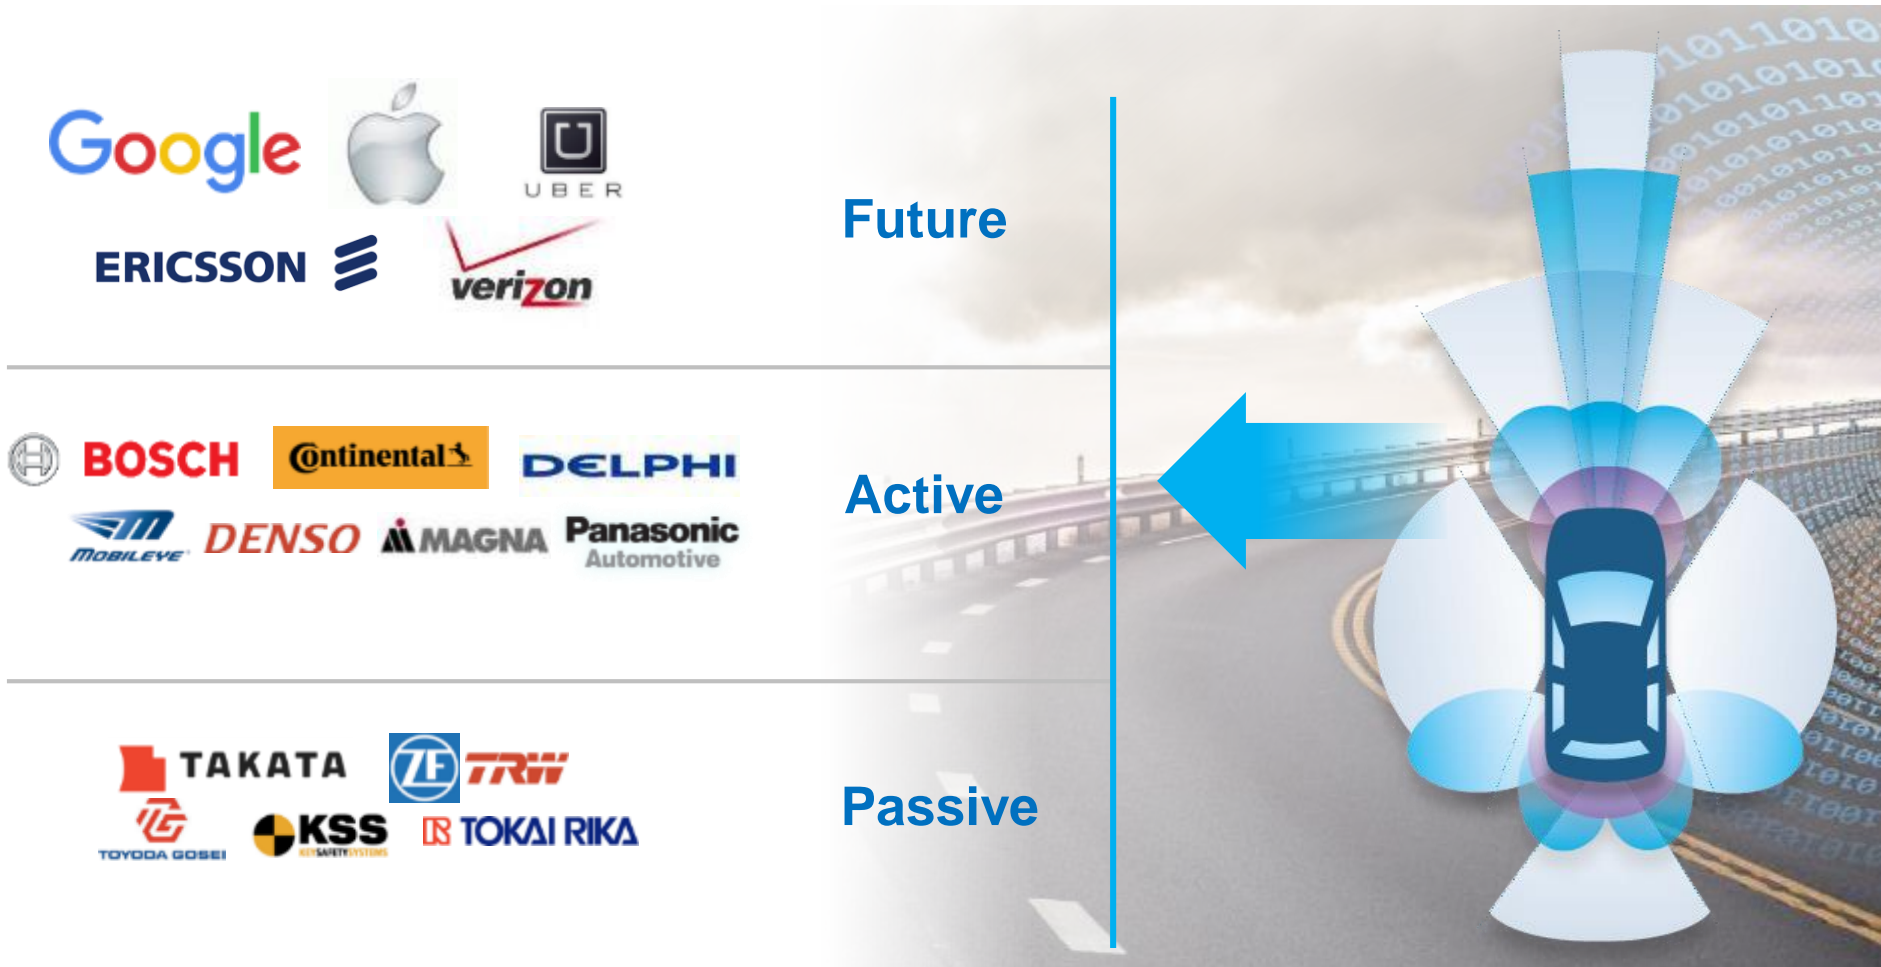 Google
UBER
Future
ERICSSON
verizon
BOSCH
Continental
DELPHI
Active
MOBILEYE
DENSO
MAGNA
Panasonic
Automotive
TAKATA
ZF
TRW
Passive
TOYODA GOSEI
KSS
KEYSAFETYSYSTEMS
TOKAI RIKA